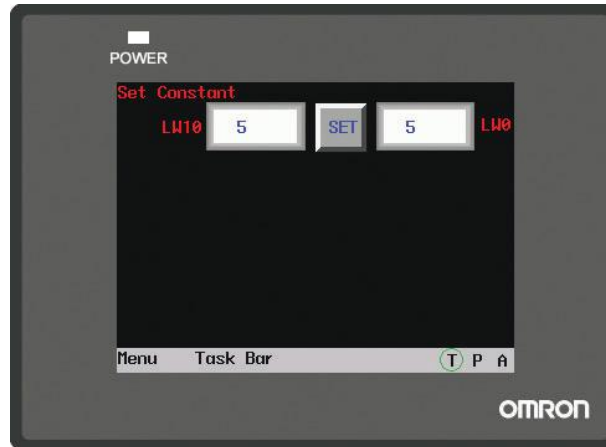 POWER
Set Constant
LW10 5 SET 5 LW0
Menu Task Bar T P A
OMRON